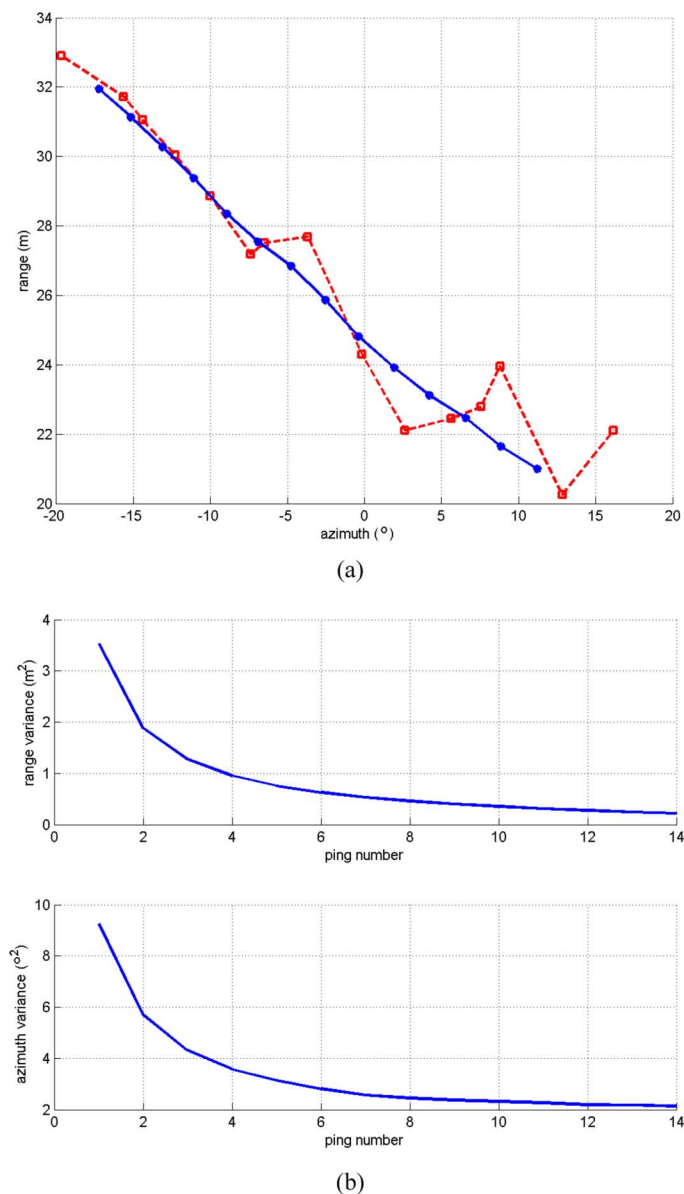 34
32
30
28
26
24
22
20
range (m)
-20 -15 -10 -5 0 5 10 15 20
azimuth (°)
(a)
4
3
2
1
0
range variance (m²)
0 2 4 6 8 10 12 14
ping number
10
8
6
4
2
azimuth variance (°²)
0 2 4 6 8 10 12 14
ping number
(b)